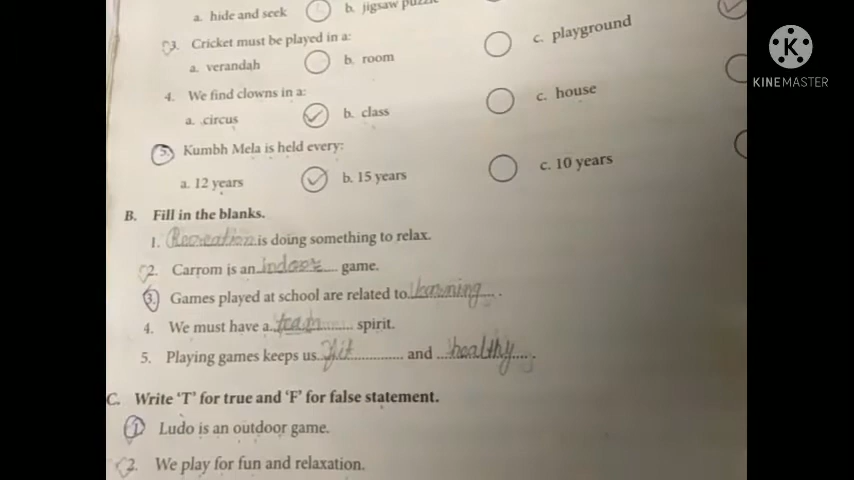 a. hide and seek b. jigsaw puzzle
3. Cricket must be played in a:
a. verandah b. room c. playground
4. We find clowns in a:
a. circus b. class c. house
5. Kumbh Mela is held every:
a. 12 years b. 15 years c. 10 years
B. Fill in the blanks.
1. Recreation is doing something to relax.
2. Carrom is an indoor game.
3. Games played at school are related to learning.
4. We must have a team spirit.
5. Playing games keeps us fit and healthy.
C. Write 'T' for true and 'F' for false statement.
1 Ludo is an outdoor game.
2. We play for fun and relaxation.
K
KINEMASTER